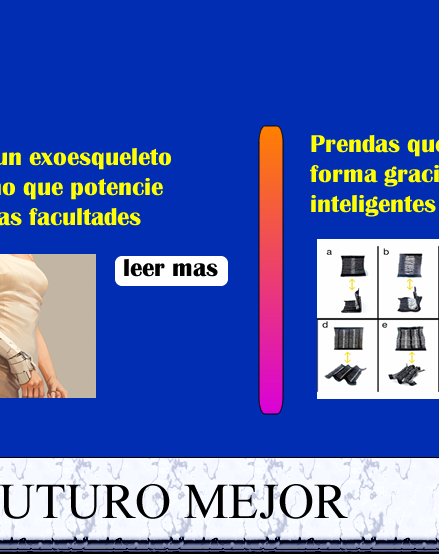 un exoesqueleto
no que potencie
as facultades
leer mas
Prendas que
forma graci
inteligentes
a b
d e
UTURO MEJOR